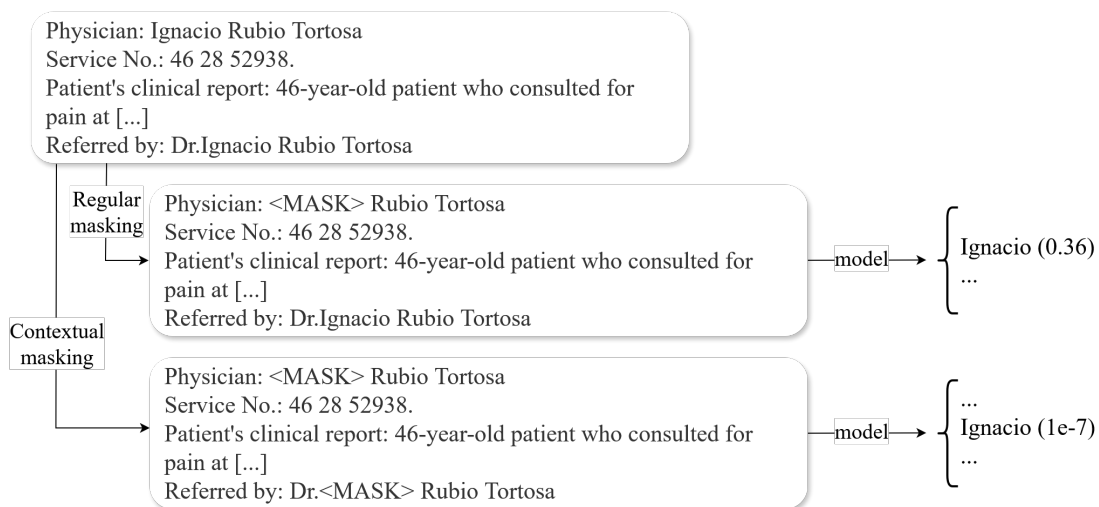 Physician: Ignacio Rubio Tortosa
Service No.: 46 28 52938.
Patient's clinical report: 46-year-old patient who consulted for
pain at [...]
Referred by: Dr.Ignacio Rubio Tortosa
Regular
masking
Physician: <MASK> Rubio Tortosa
Service No.: 46 28 52938.
Patient's clinical report: 46-year-old patient who consulted for
pain at [...]
Referred by: Dr.Ignacio Rubio Tortosa
model
Ignacio (0.36)
...
Contextual
masking
Physician: <MASK> Rubio Tortosa
Service No.: 46 28 52938.
Patient's clinical report: 46-year-old patient who consulted for
pain at [...]
Referred by: Dr.<MASK> Rubio Tortosa
model
...
Ignacio (1e-7)
...